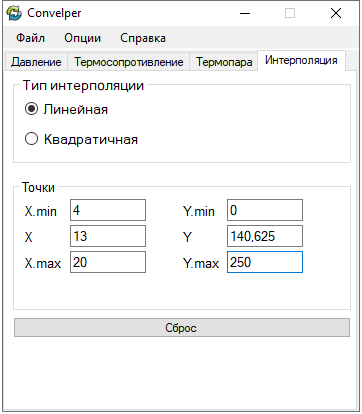 Convelper
Файл Опции Справка
Давление Термосопротивление Термопара Интерполяция
Тип интерполяции
Линейная
Квадратичная
Точки
X.min 4 Y.min 0
X 13 Y 140,625
X.max 20 Y.max 250
Сброс